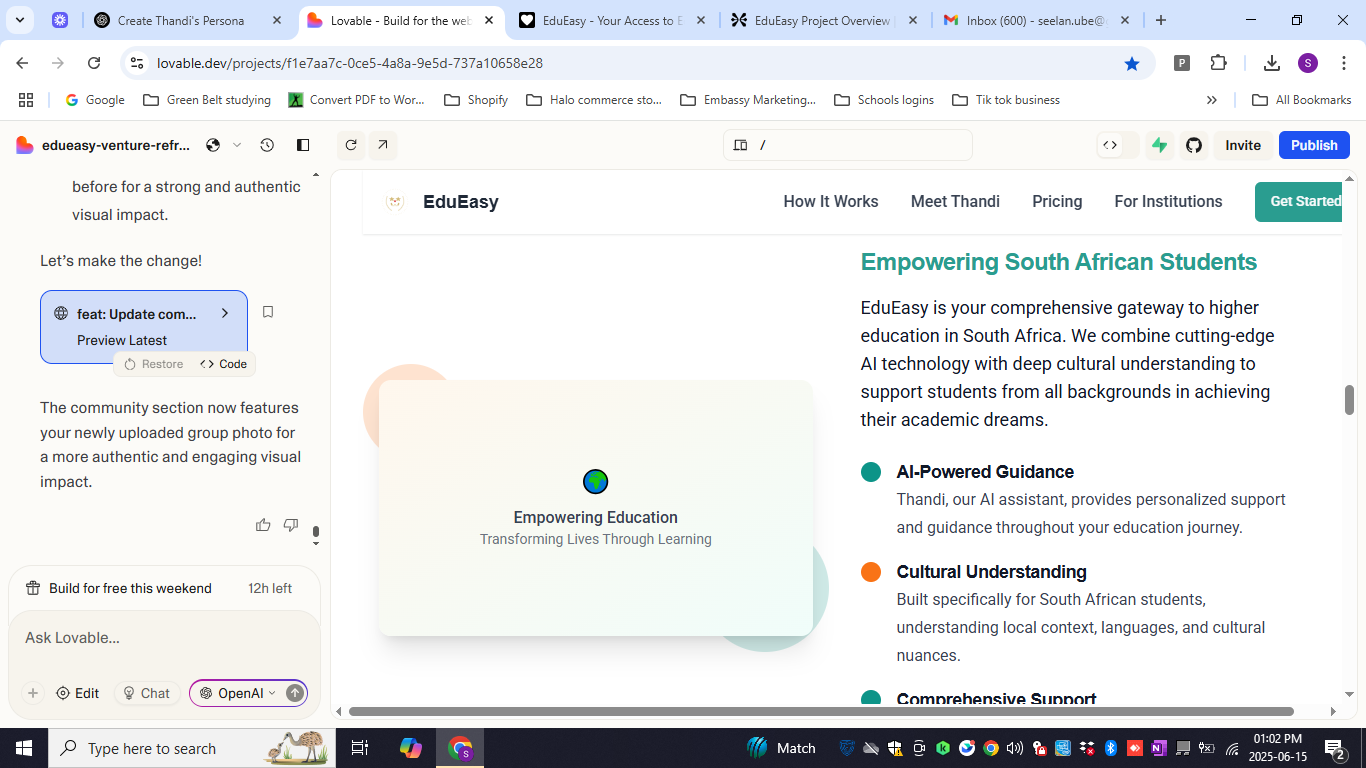 Create Thandi's Persona
Lovable - Build for the web
EduEasy - Your Access to E
EduEasy Project Overview
Inbox (600) - seelan.ube@
lovable.dev/projects/f1e7aa7c-0ce5-4a8a-9e5d-737a10658e28
P
S
Google
Green Belt studying
Convert PDF to Wor...
Shopify
Halo commerce sto...
Embassy Marketing...
Schools logins
Tik tok business
All Bookmarks
edueasy-venture-refr...
/
Invite
Publish
before for a strong and authentic
visual impact.
Let's make the change!
feat: Update com...
Preview Latest
Restore
Code
The community section now features
your newly uploaded group photo for
a more authentic and engaging visual
impact.
Build for free this weekend
12h left
Ask Lovable...
Edit
Chat
OpenAI
EduEasy
How It Works
Meet Thandi
Pricing
For Institutions
Get Started
Empowering Education
Transforming Lives Through Learning
Empowering South African Students
EduEasy is your comprehensive gateway to higher
education in South Africa. We combine cutting-edge
AI technology with deep cultural understanding to
support students from all backgrounds in achieving
their academic dreams.
AI-Powered Guidance
Thandi, our AI assistant, provides personalized support
and guidance throughout your education journey.
Cultural Understanding
Built specifically for South African students,
understanding local context, languages, and cultural
nuances.
Comprehensive Support
Type here to search
Match
01:02 PM
2025-06-15
2